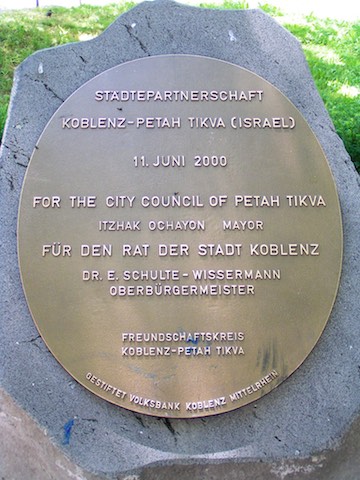 STÄDTEPARTNERSCHAFT
KOBLENZ-PETAH TIKVA (ISRAEL)
11. JUNI 2000
FOR THE CITY COUNCIL OF PETAH TIKVA
ITZHAK OCHAYON MAYOR
FÜR DEN RAT DER STADT KOBLENZ
DR. E. SCHULTE-WISSERMANN
OBERBÜRGERMEISTER
FREUNDSCHAFTSKREIS
KOBLENZ-PETAH TIKVA
GESTIFTET VOLKSBANK KOBLENZ MITTELRHEIN